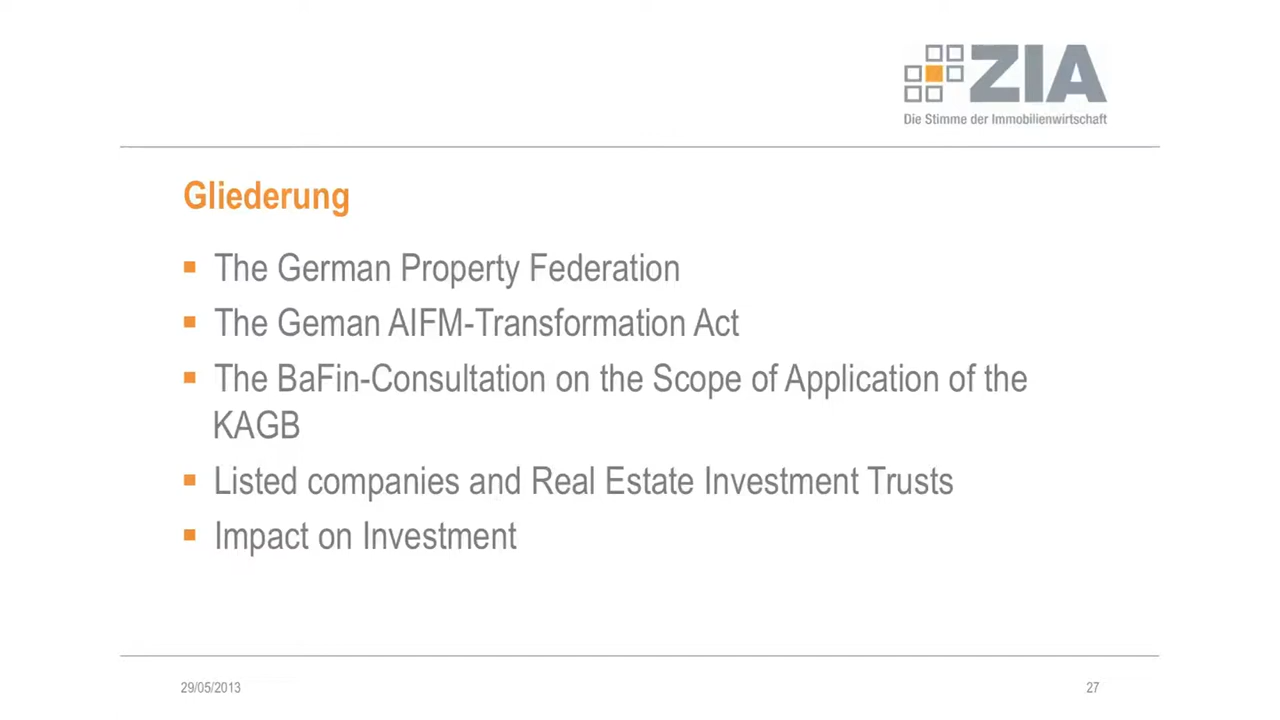 ZIA
Die Stimme der Immobilienwirtschaft
Gliederung
The German Property Federation
The Geman AIFM-Transformation Act
The BaFin-Consultation on the Scope of Application of the
KAGB
Listed companies and Real Estate Investment Trusts
Impact on Investment
29/05/2013
27